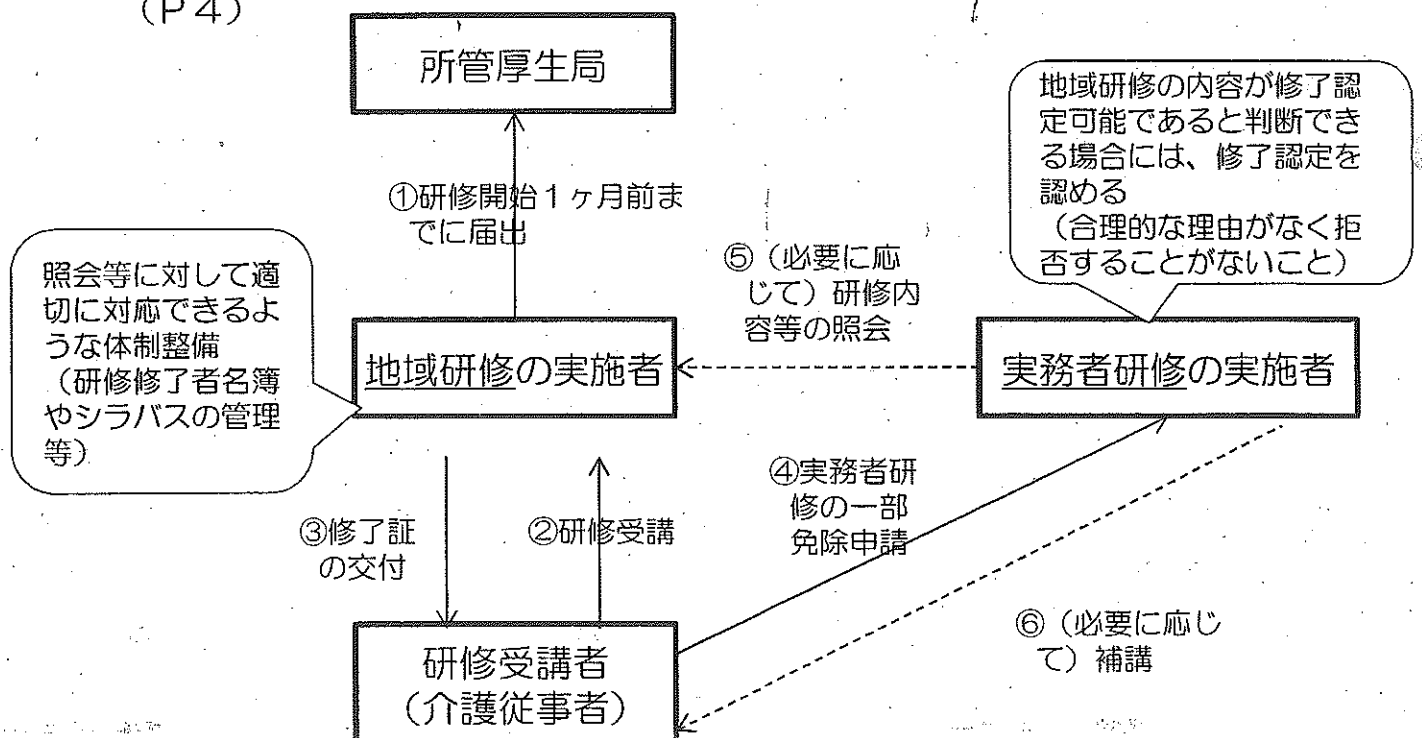 （Ｐ４）
所管厚生局
①研修開始１ヶ月前ま
でに届出
地域研修の内容が修了認
定可能であると判断でき
る場合には、修了認定を
認める
（合理的な理由がなく拒
否することがないこと）
照会等に対して適
切に対応できるよ
うな体制整備
（研修修了者名簿
やシラバスの管理
等）
⑤（必要に応
じて）研修内
容等の照会
地域研修の実施者
実務者研修の実施者
③修了証
の交付
②研修受講
④実務者研
修の一部
免除申請
⑥（必要に応じ
て）補講
研修受講者
（介護従事者）